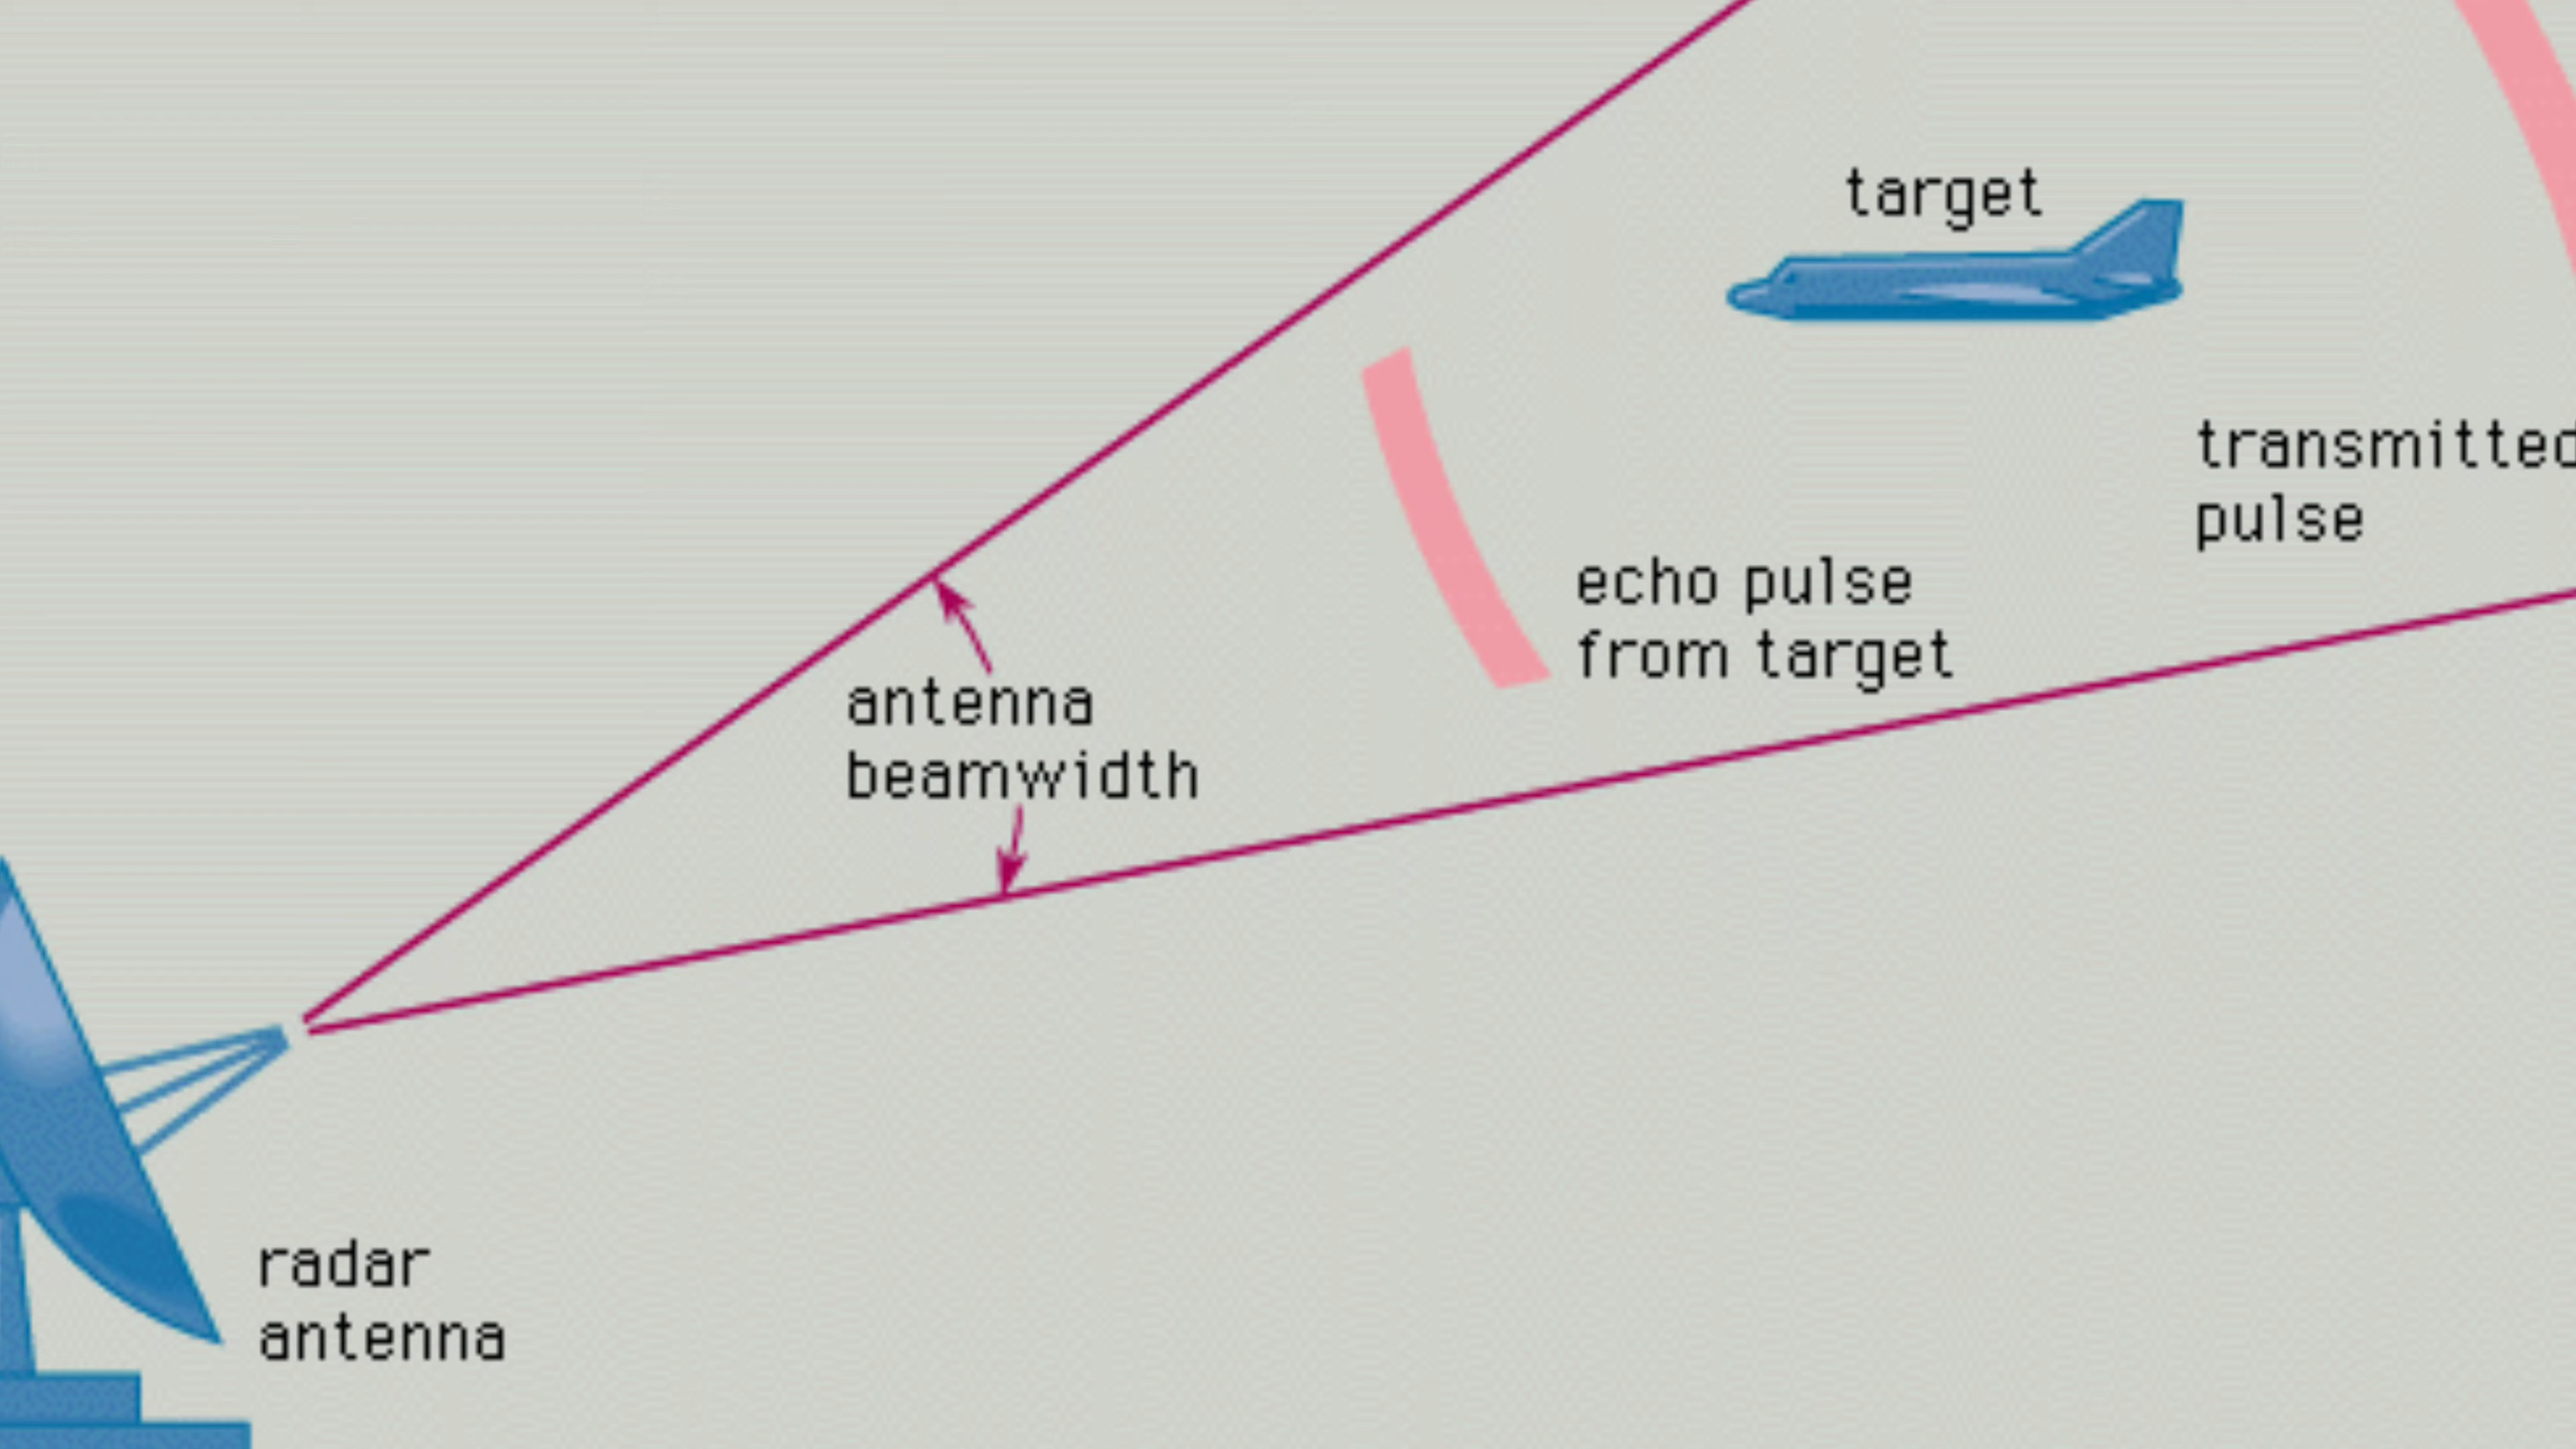 target
transmitted
pulse
echo pulse
from target
antenna
beamwidth
radar
antenna